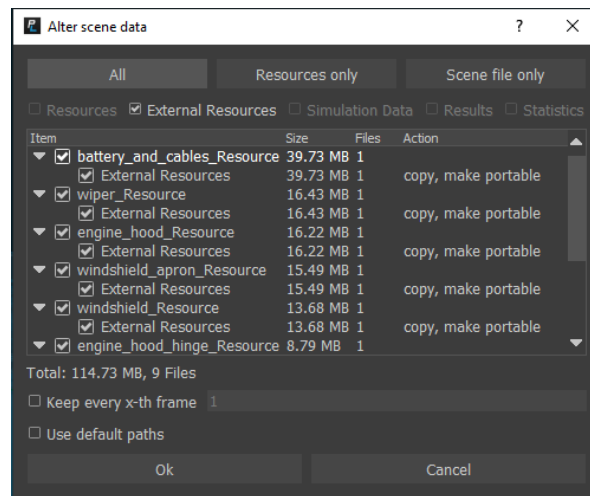 Alter scene data ? ×
All Resources only Scene file only
Resources External Resources Simulation Data Results Statistics
Item Size Files Action
battery_and_cables_Resource 39.73 MB 1
External Resources 39.73 MB 1 copy, make portable
wiper_Resource 16.43 MB 1
External Resources 16.43 MB 1 copy, make portable
engine_hood_Resource 16.22 MB 1
External Resources 16.22 MB 1 copy, make portable
windshield_apron_Resource 15.49 MB 1
External Resources 15.49 MB 1 copy, make portable
windshield_Resource 13.68 MB 1
External Resources 13.68 MB 1 copy, make portable
engine_hood_hinge_Resource 8.79 MB 1
Total: 114.73 MB, 9 Files
Keep every x-th frame 1
Use default paths
Ok Cancel